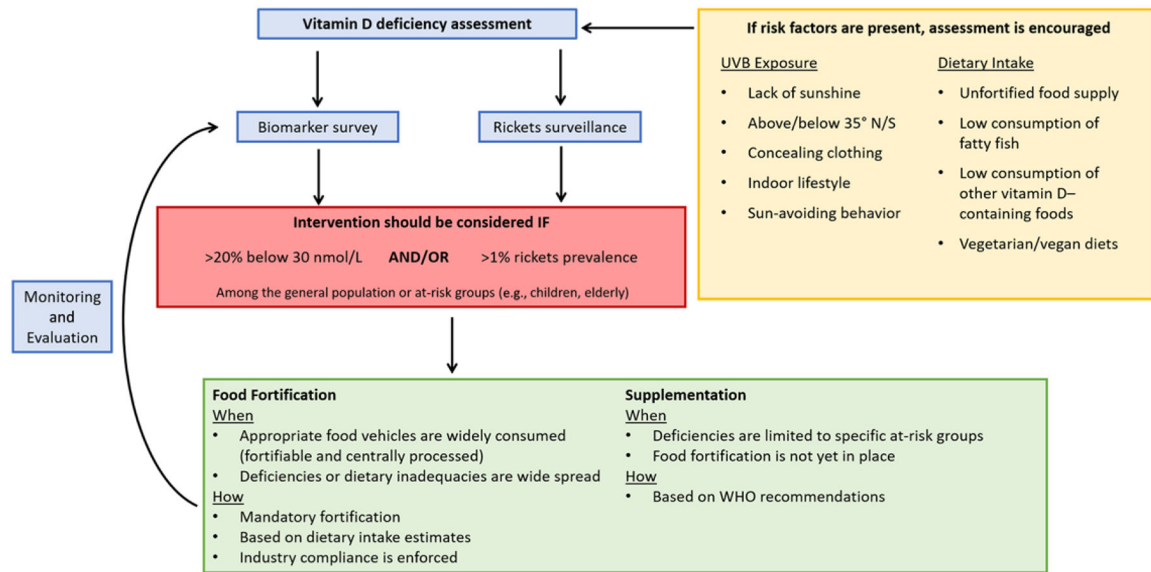 Vitamin D deficiency assessment
If risk factors are present, assessment is encouraged
UVB Exposure
• Lack of sunshine
• Above/below 35° N/S
• Concealing clothing
• Indoor lifestyle
• Sun-avoiding behavior
Dietary Intake
• Unfortified food supply
• Low consumption of
fatty fish
• Low consumption of
other vitamin D–
containing foods
• Vegetarian/vegan diets
Biomarker survey
Rickets surveillance
Intervention should be considered IF
>20% below 30 nmol/L AND/OR >1% rickets prevalence
Among the general population or at-risk groups (e.g., children, elderly)
Monitoring
and
Evaluation
Food Fortification
When
• Appropriate food vehicles are widely consumed
(fortifiable and centrally processed)
• Deficiencies or dietary inadequacies are wide spread
How
• Mandatory fortification
• Based on dietary intake estimates
• Industry compliance is enforced
Supplementation
When
• Deficiencies are limited to specific at-risk groups
• Food fortification is not yet in place
How
• Based on WHO recommendations